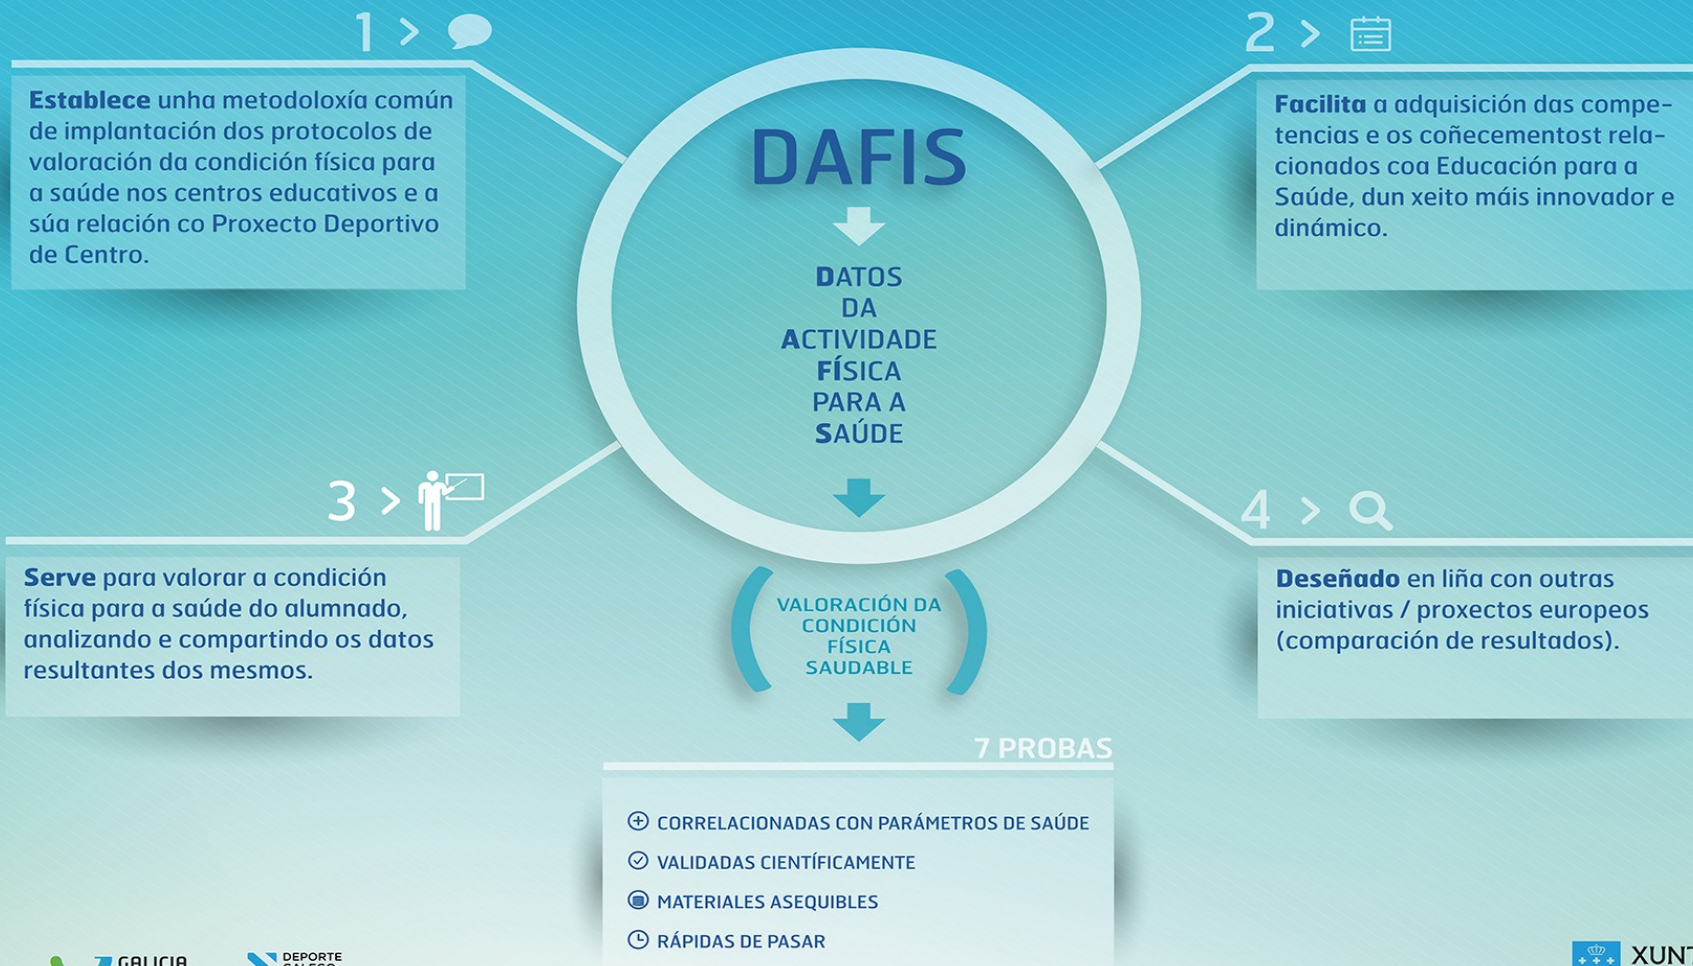 1 >
Establece unha metodoloxía común
de implantación dos protocolos de
valoración da condición física para
a saúde nos centros educativos e a
súa relación co Proxecto Deportivo
de Centro.
2 >
Facilita a adquisición das compe-
tencias e os coñecementost rela-
cionados coa Educación para a
Saúde, dun xeito máis innovador e
dinámico.
DAFIS
DATOS
DA
ACTIVIDADE
FÍSICA
PARA A
SAÚDE
3 >
Serve para valorar a condición
física para a saúde do alumnado,
analizando e compartindo os datos
resultantes dos mesmos.
4 >
Deseñado en liña con outras
iniciativas / proxectos europeos
(comparación de resultados).
VALORACIÓN DA
CONDICIÓN
FÍSICA
SAUDABLE
7 PROBAS
CORRELACIONADAS CON PARÁMETROS DE SAÚDE
VALIDADAS CIENTÍFICAMENTE
MATERIALES ASEQUIBLES
RÁPIDAS DE PASAR
GALICIA
DEPORTE
GALEGO
XUNT